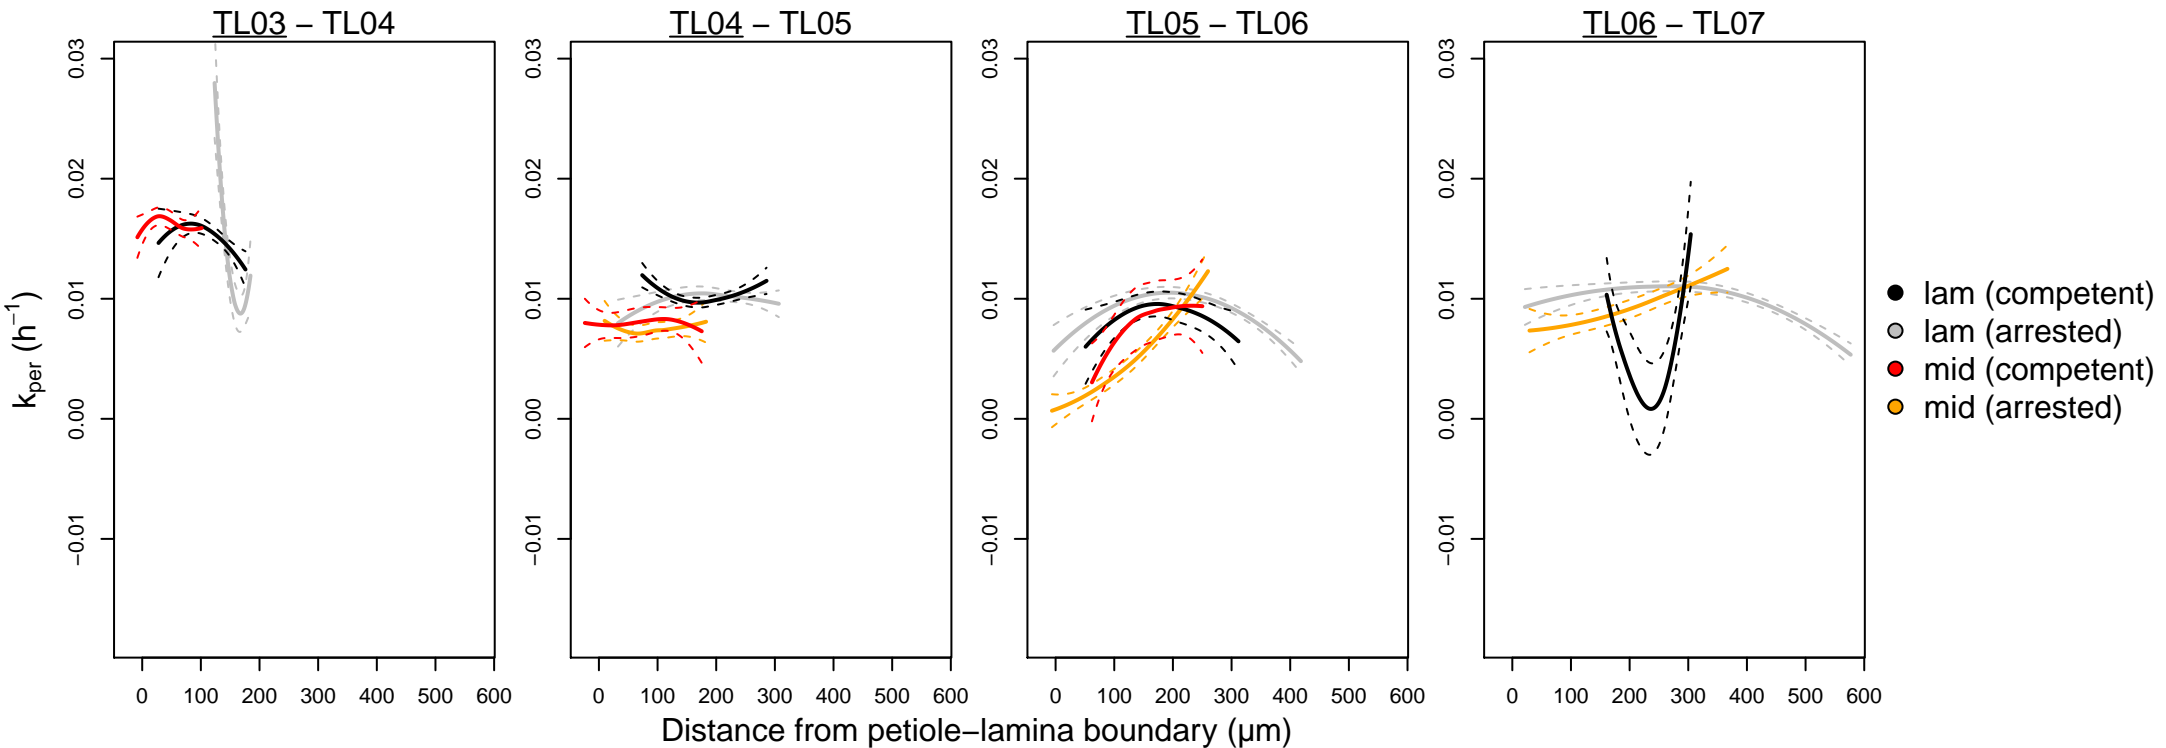 TL03 − TL04
TL04 − TL05
TL05 − TL06
TL06 − TL07
k_per (h⁻¹)
0.03
0.02
0.01
0.00
−0.01
0 100 200 300 400 500 600
0.03
0.02
0.01
0.00
−0.01
0 100 200 300 400 500 600
0.03
0.02
0.01
0.00
−0.01
0 100 200 300 400 500 600
0.03
0.02
0.01
0.00
−0.01
0 100 200 300 400 500 600
Distance from petiole−lamina boundary (µm)
lam (competent)
lam (arrested)
mid (competent)
mid (arrested)